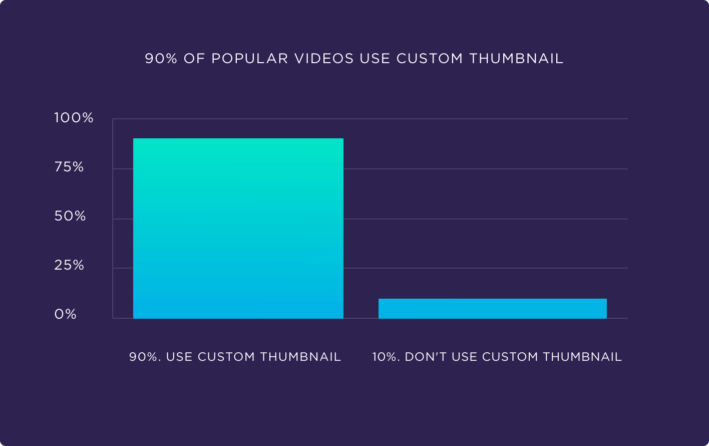 90% OF POPULAR VIDEOS USE CUSTOM THUMBNAIL
100%
75%
50%
25%
0%
90%. USE CUSTOM THUMBNAIL
10%. DON'T USE CUSTOM THUMBNAIL